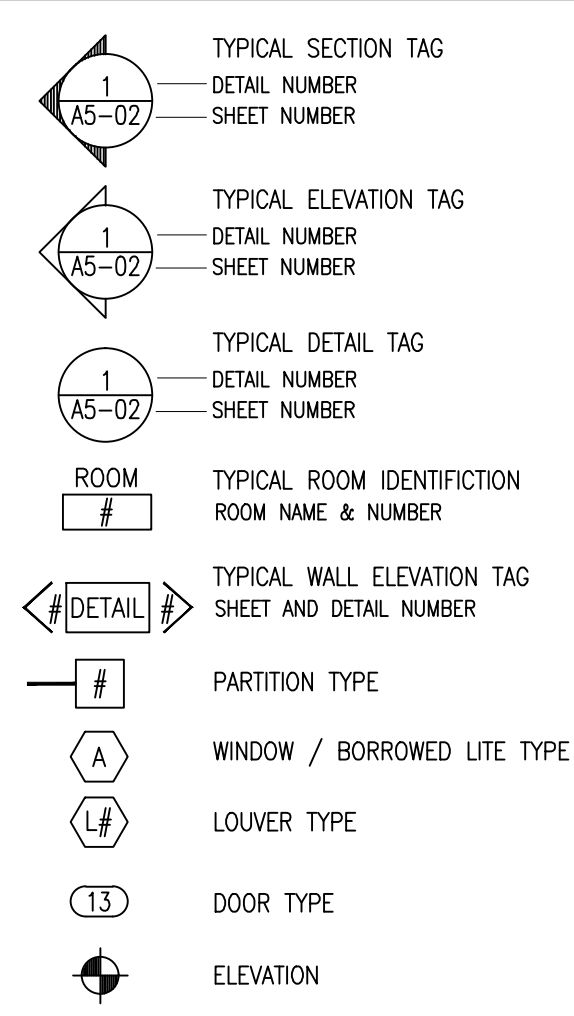 TYPICAL SECTION TAG
1
DETAIL NUMBER
A5-02
SHEET NUMBER
TYPICAL ELEVATION TAG
1
DETAIL NUMBER
A5-02
SHEET NUMBER
TYPICAL DETAIL TAG
1
DETAIL NUMBER
A5-02
SHEET NUMBER
ROOM
TYPICAL ROOM IDENTIFICTION
#
ROOM NAME & NUMBER
TYPICAL WALL ELEVATION TAG
# DETAIL #
SHEET AND DETAIL NUMBER
# PARTITION TYPE
A WINDOW / BORROWED LITE TYPE
L# LOUVER TYPE
13 DOOR TYPE
ELEVATION